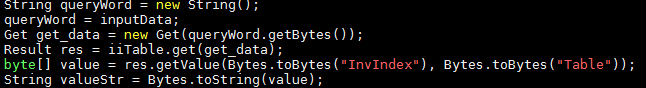 String queryWord = new String();
queryWord = inputData;
Get get_data = new Get(queryWord.getBytes());
Result res = iiTable.get(get_data);
byte[] value = res.getValue(Bytes.toBytes("InvIndex"), Bytes.toBytes("Table"));
String valueStr = Bytes.toString(value);